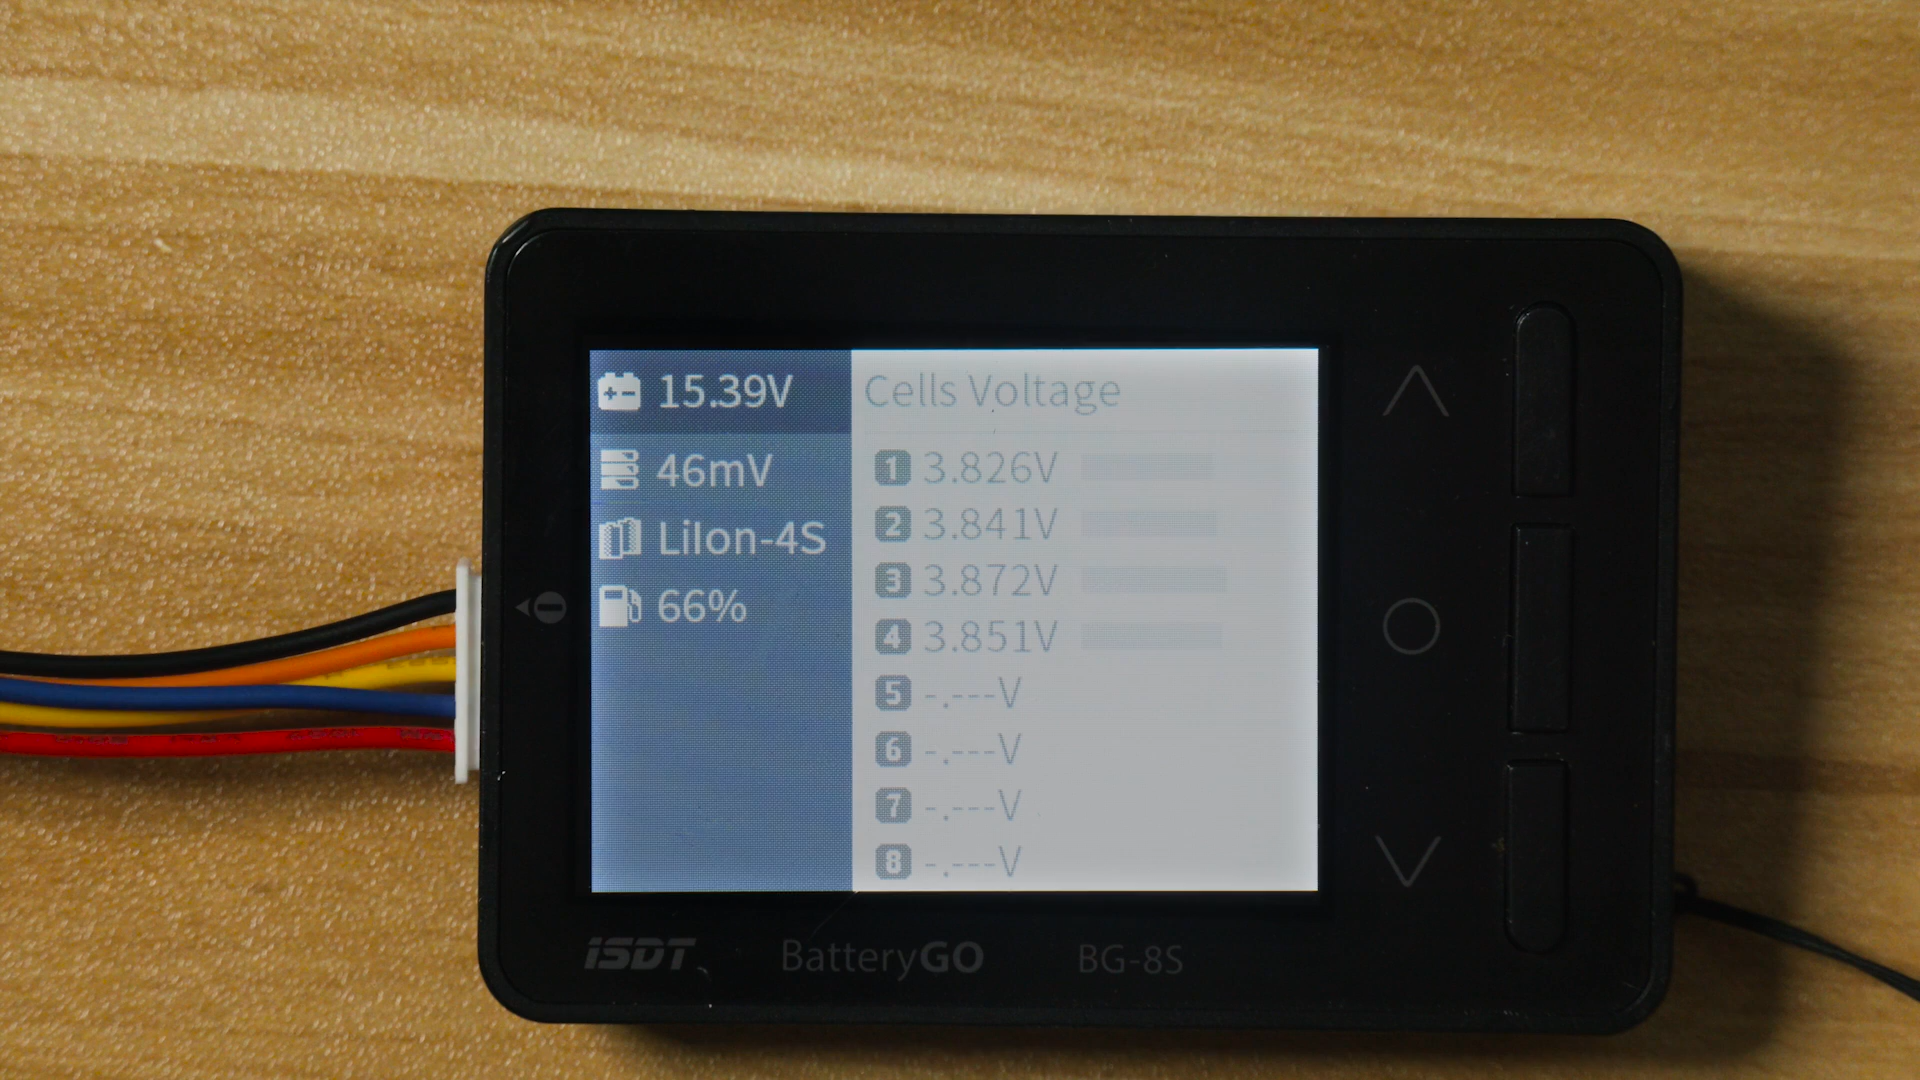 15.39V
46mV
LiIon-4S
66%
Cells Voltage
1 3.826V
2 3.841V
3 3.872V
4 3.851V
5 -.---V
6 -.---V
7 -.---V
8 -.---V
iSDT BatteryGO BG-8S